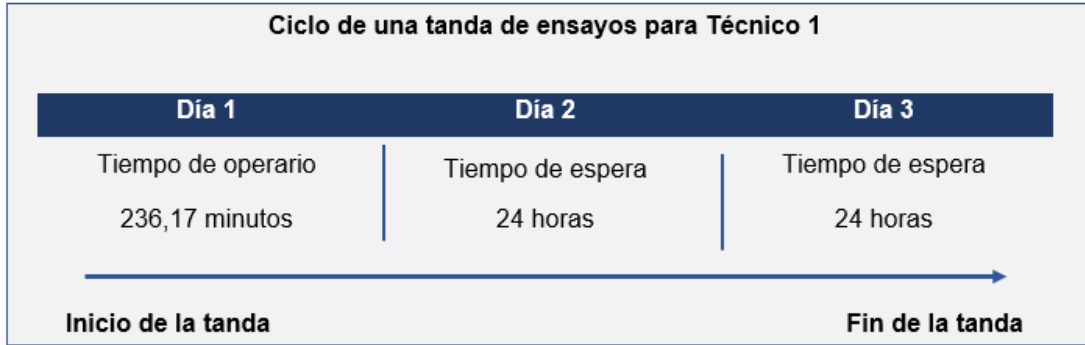 Ciclo de una tanda de ensayos para Técnico 1
Día 1 Día 2 Día 3
Tiempo de operario Tiempo de espera Tiempo de espera
236,17 minutos 24 horas 24 horas
Inicio de la tanda Fin de la tanda